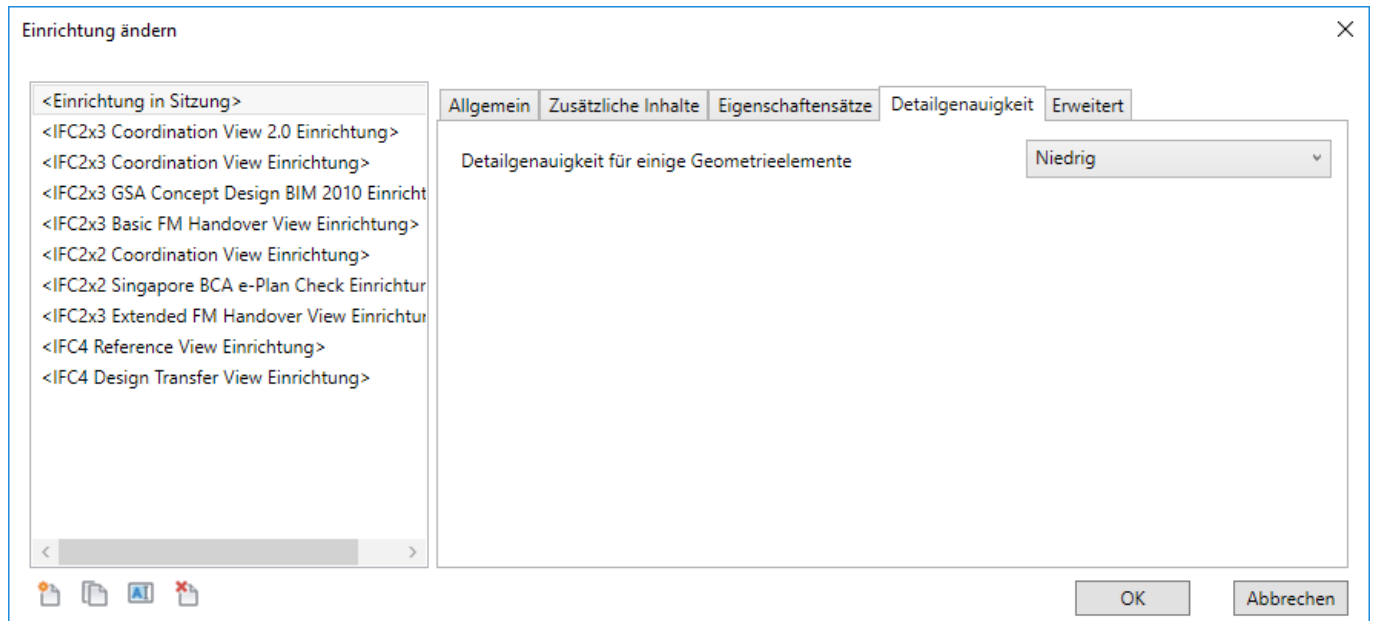 Einrichtung ändern
<Einrichtung in Sitzung>
<IFC2x3 Coordination View 2.0 Einrichtung>
<IFC2x3 Coordination View Einrichtung>
<IFC2x3 GSA Concept Design BIM 2010 Einricht
<IFC2x3 Basic FM Handover View Einrichtung>
<IFC2x2 Coordination View Einrichtung>
<IFC2x2 Singapore BCA e-Plan Check Einrichtur
<IFC2x3 Extended FM Handover View Einrichtur
<IFC4 Reference View Einrichtung>
<IFC4 Design Transfer View Einrichtung>
Allgemein Zusätzliche Inhalte Eigenschaftensätze Detailgenauigkeit Erweitert
Detailgenauigkeit für einige Geometrieelemente Niedrig
OK Abbrechen